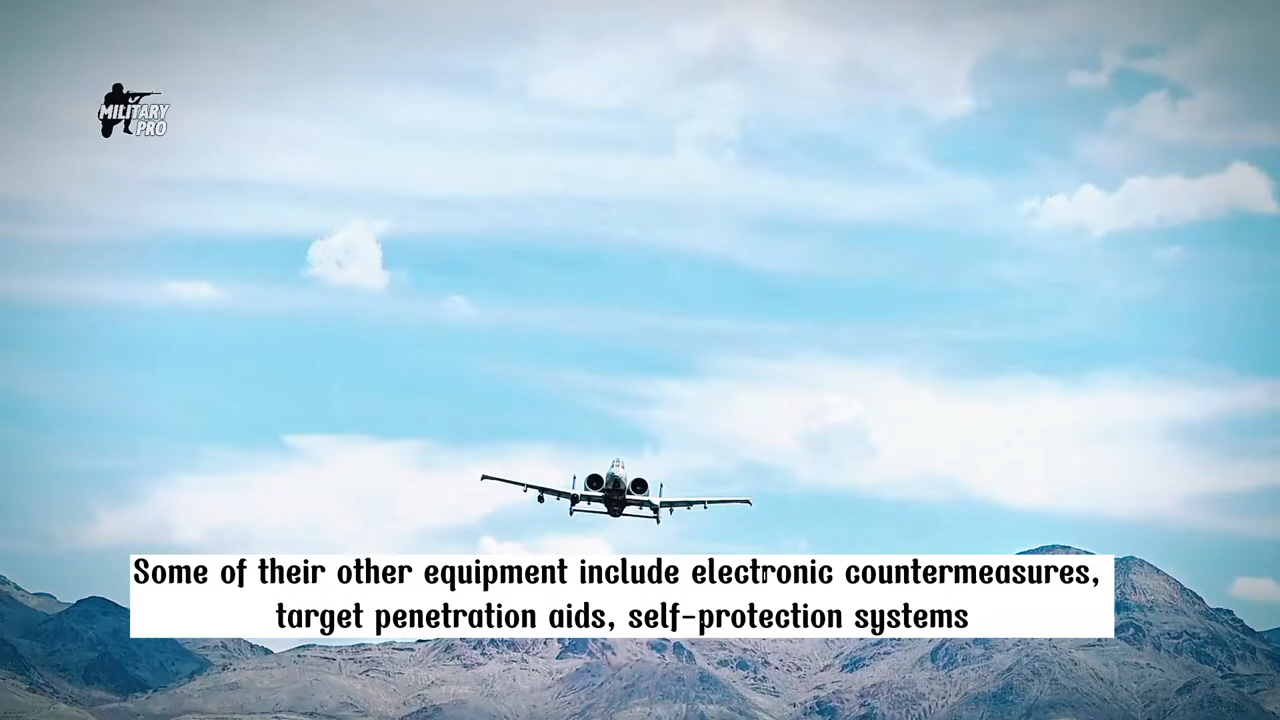 MILITARY
PRO
Some of their other equipment include electronic countermeasures,
target penetration aids, self-protection systems